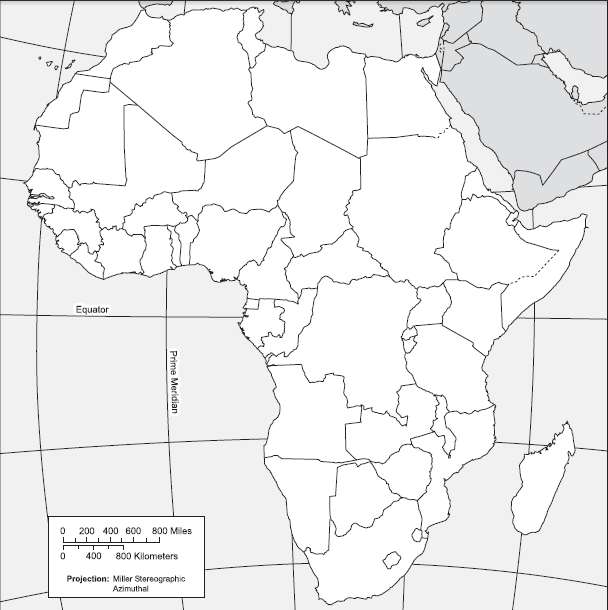 Equator
Prime Meridian
0 200 400 600 800 Miles
0 400 800 Kilometers
Projection: Miller Stereographic
Azimuthal